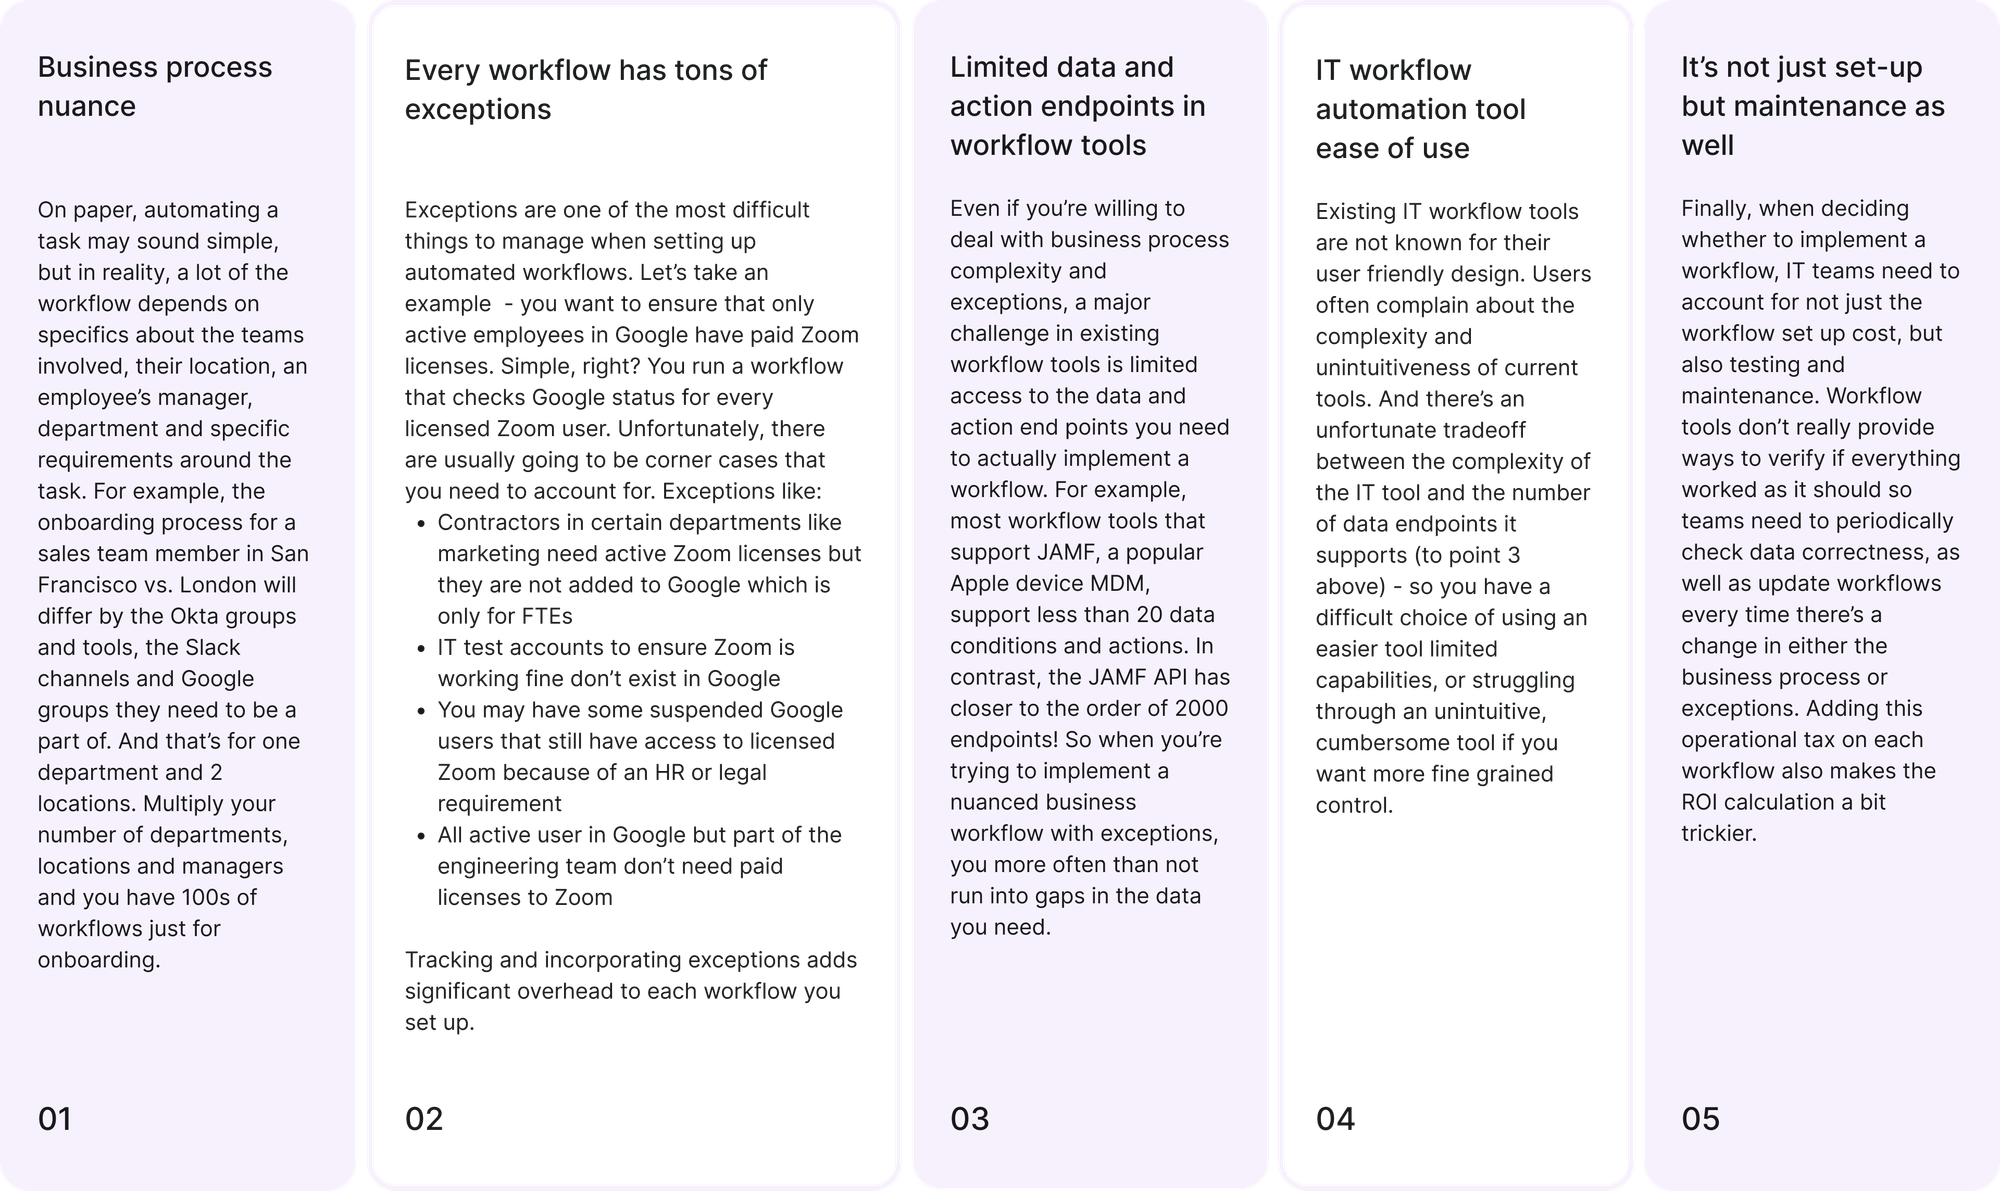 Business process
nuance
On paper, automating a
task may sound simple,
but in reality, a lot of the
workflow depends on
specifics about the teams
involved, their location, an
employee’s manager,
department and specific
requirements around the
task. For example, the
onboarding process for a
sales team member in San
Francisco vs. London will
differ by the Okta groups
and tools, the Slack
channels and Google
groups they need to be a
part of. And that’s for one
department and 2
locations. Multiply your
number of departments,
locations and managers
and you have 100s of
workflows just for
onboarding.
01
Every workflow has tons of
exceptions
Exceptions are one of the most difficult
things to manage when setting up
automated workflows. Let’s take an
example  - you want to ensure that only
active employees in Google have paid Zoom
licenses. Simple, right? You run a workflow
that checks Google status for every
licensed Zoom user. Unfortunately, there
are usually going to be corner cases that
you need to account for. Exceptions like:
• Contractors in certain departments like
marketing need active Zoom licenses but
they are not added to Google which is
only for FTEs
• IT test accounts to ensure Zoom is
working fine don’t exist in Google
• You may have some suspended Google
users that still have access to licensed
Zoom because of an HR or legal
requirement
• All active user in Google but part of the
engineering team don’t need paid
licenses to Zoom
Tracking and incorporating exceptions adds
significant overhead to each workflow you
set up.
02
Limited data and
action endpoints in
workflow tools
Even if you’re willing to
deal with business process
complexity and
exceptions, a major
challenge in existing
workflow tools is limited
access to the data and
action end points you need
to actually implement a
workflow. For example,
most workflow tools that
support JAMF, a popular
Apple device MDM,
support less than 20 data
conditions and actions. In
contrast, the JAMF API has
closer to the order of 2000
endpoints! So when you’re
trying to implement a
nuanced business
workflow with exceptions,
you more often than not
run into gaps in the data
you need.
03
IT workflow
automation tool
ease of use
Existing IT workflow tools
are not known for their
user friendly design. Users
often complain about the
complexity and
unintuitiveness of current
tools. And there’s an
unfortunate tradeoff
between the complexity of
the IT tool and the number
of data endpoints it
supports (to point 3
above) - so you have a
difficult choice of using an
easier tool limited
capabilities, or struggling
through an unintuitive,
cumbersome tool if you
want more fine grained
control.
04
It’s not just set-up
but maintenance as
well
Finally, when deciding
whether to implement a
workflow, IT teams need to
account for not just the
workflow set up cost, but
also testing and
maintenance. Workflow
tools don’t really provide
ways to verify if everything
worked as it should so
teams need to periodically
check data correctness, as
well as update workflows
every time there’s a
change in either the
business process or
exceptions. Adding this
operational tax on each
workflow also makes the
ROI calculation a bit
trickier.
05